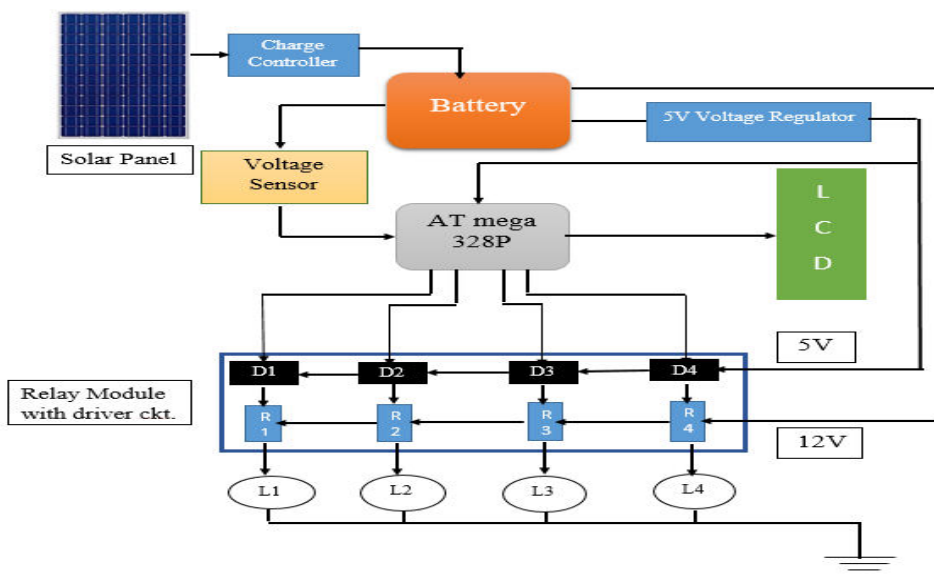 Charge
Controller
Battery
5V Voltage Regulator
Solar Panel
Voltage
Sensor
AT mega
328P
L
C
D
5V
D1
D2
D3
D4
Relay Module
with driver ckt.
R
1
R
2
R
3
R
4
12V
L1
L2
L3
L4